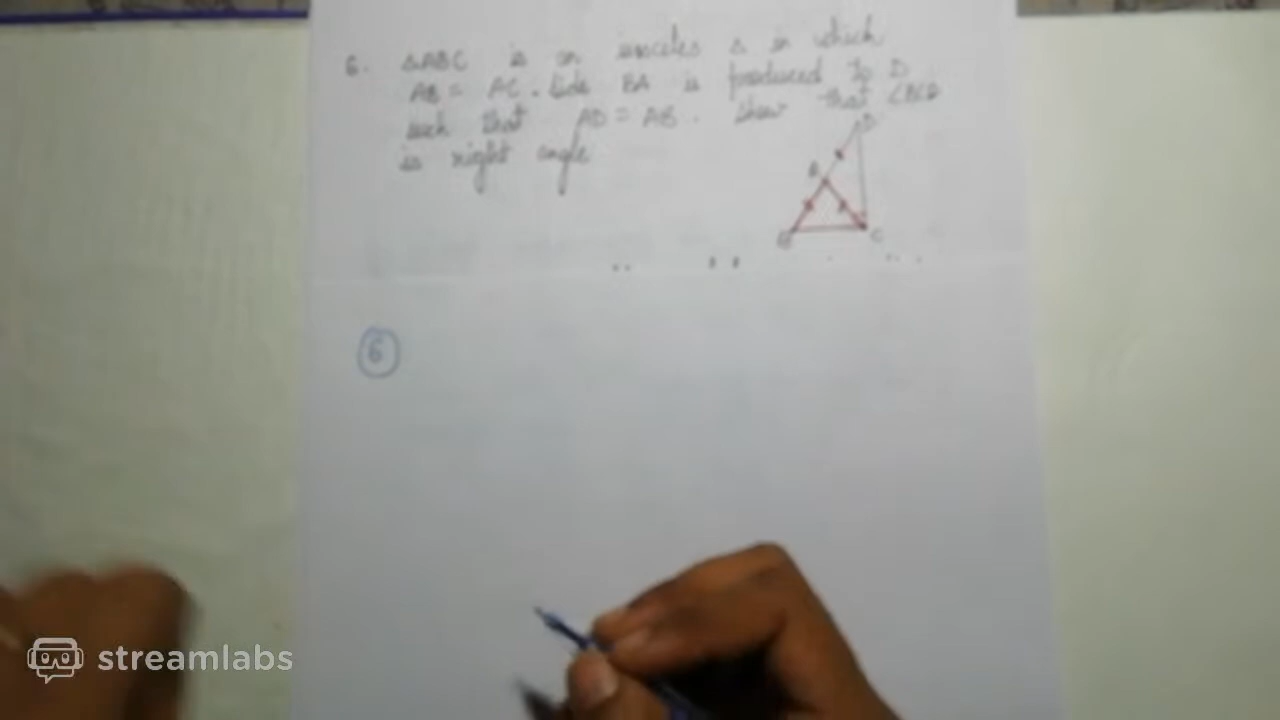 6. △ABC is an isosceles △ in which
AB = AC. Side BA is produced to D
such that AD = AB. Show that ∠BCD
is right angle
D
A
B
C
6
streamlabs